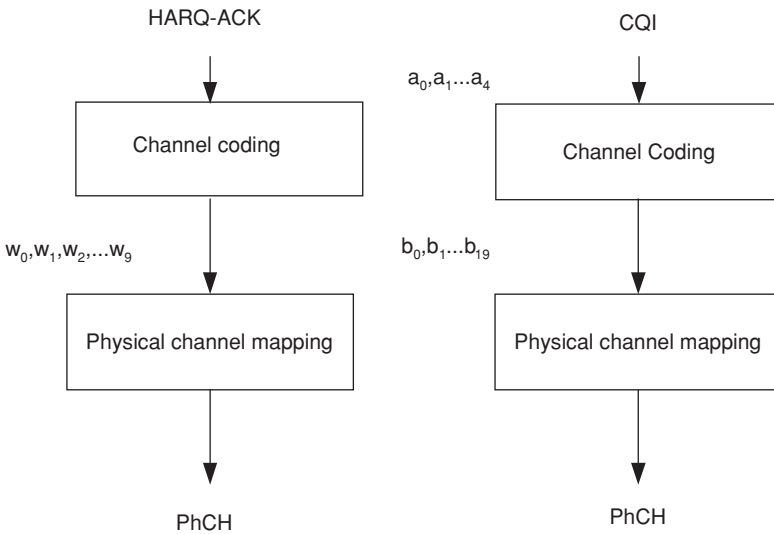 HARQ-ACK
Channel coding
w0,w1,w2,...w9
Physical channel mapping
PhCH
CQI
a0,a1...a4
Channel Coding
b0,b1...b19
Physical channel mapping
PhCH